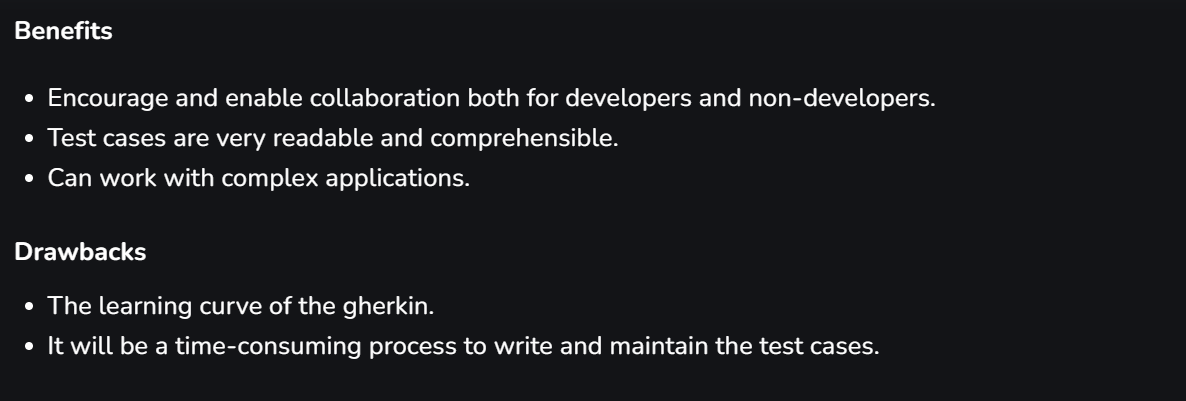 Benefits
• Encourage and enable collaboration both for developers and non-developers.
• Test cases are very readable and comprehensible.
• Can work with complex applications.
Drawbacks
• The learning curve of the gherkin.
• It will be a time-consuming process to write and maintain the test cases.